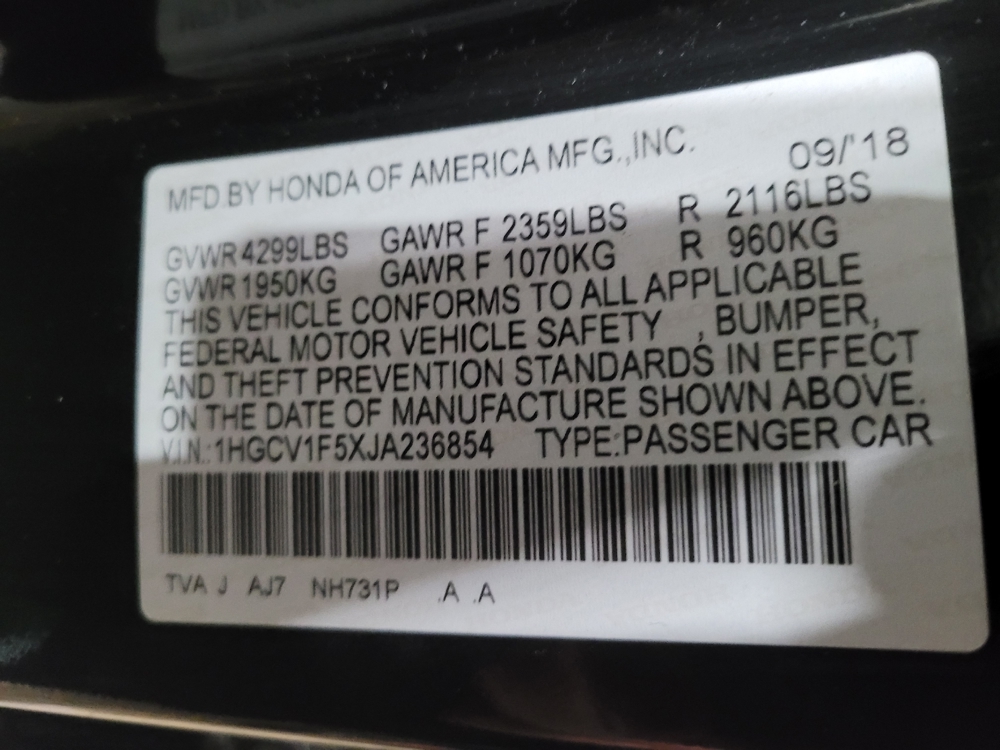 MFD.BY HONDA OF AMERICA MFG.,INC. 09/'18
GVWR 4299LBS GAWR F 2359LBS R 2116LBS
GVWR 1950KG GAWR F 1070KG R 960KG
THIS VEHICLE CONFORMS TO ALL APPLICABLE
FEDERAL MOTOR VEHICLE SAFETY , BUMPER,
AND THEFT PREVENTION STANDARDS IN EFFECT
ON THE DATE OF MANUFACTURE SHOWN ABOVE.
V.I.N.:1HGCV1F5XJA236854 TYPE:PASSENGER CAR
TVA J AJ7 NH731P .A .A